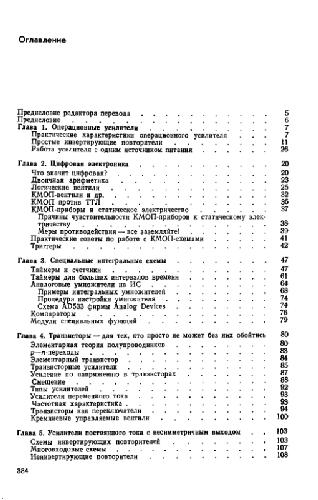 Оглавление
Предисловие редактора перевода 5
Предисловие 6
Глава 1. Операционные усилители 7
Практические характеристики операционного усилителя 7
Простые инвертирующие повторители 11
Работа усилителя с одним источником питания
Глава 2. Цифровая электроника 20
Что значит цифровая? 20
Двоичная арифметика 23
Логические вентили 25
КМОП-вентили и др. 32
КМОП против ТТЛ 35
КМОП-приборы и статическое электричество 37
Причины чувствительности КМОП-приборов к статическому элек-
тричеству 38
Меры противодействия — все заземляйте! 39
Практические советы по работе с КМОП-схемами 41
Триггеры 42
Глава 3. Специальные интегральные схемы 47
Таймеры и счетчики 47
Таймеры для больших интервалов времени 61
Аналоговые умножители на ИС 64
Примеры интегральных умножителей 68
Процедура настройки умножителя 74
Схема AD533 фирмы Analog Devices 74
Компараторы 76
Модули специальных функций 79
Глава 4. Транзисторы — для тех, кто просто не может без них обойтись 80
Элементарная теория полупроводников 80
p—n-переходы 83
Элементарный транзистор 84
Транзисторные усилители 85
Усиление по напряжению в транзисторах 87
Смещение 88
Типы усилителей 92
Усилители переменного тока 93
Частотная характеристика 93
Транзисторы как переключатели 94
Кремниевые управляемые вентили 100
Глава 5. Усилители постоянного тока с несимметричным выходом 103
Схемы инвертирующих повторителей 103
Многовходовые схемы 107
Неинвертирующие повторители 108
384